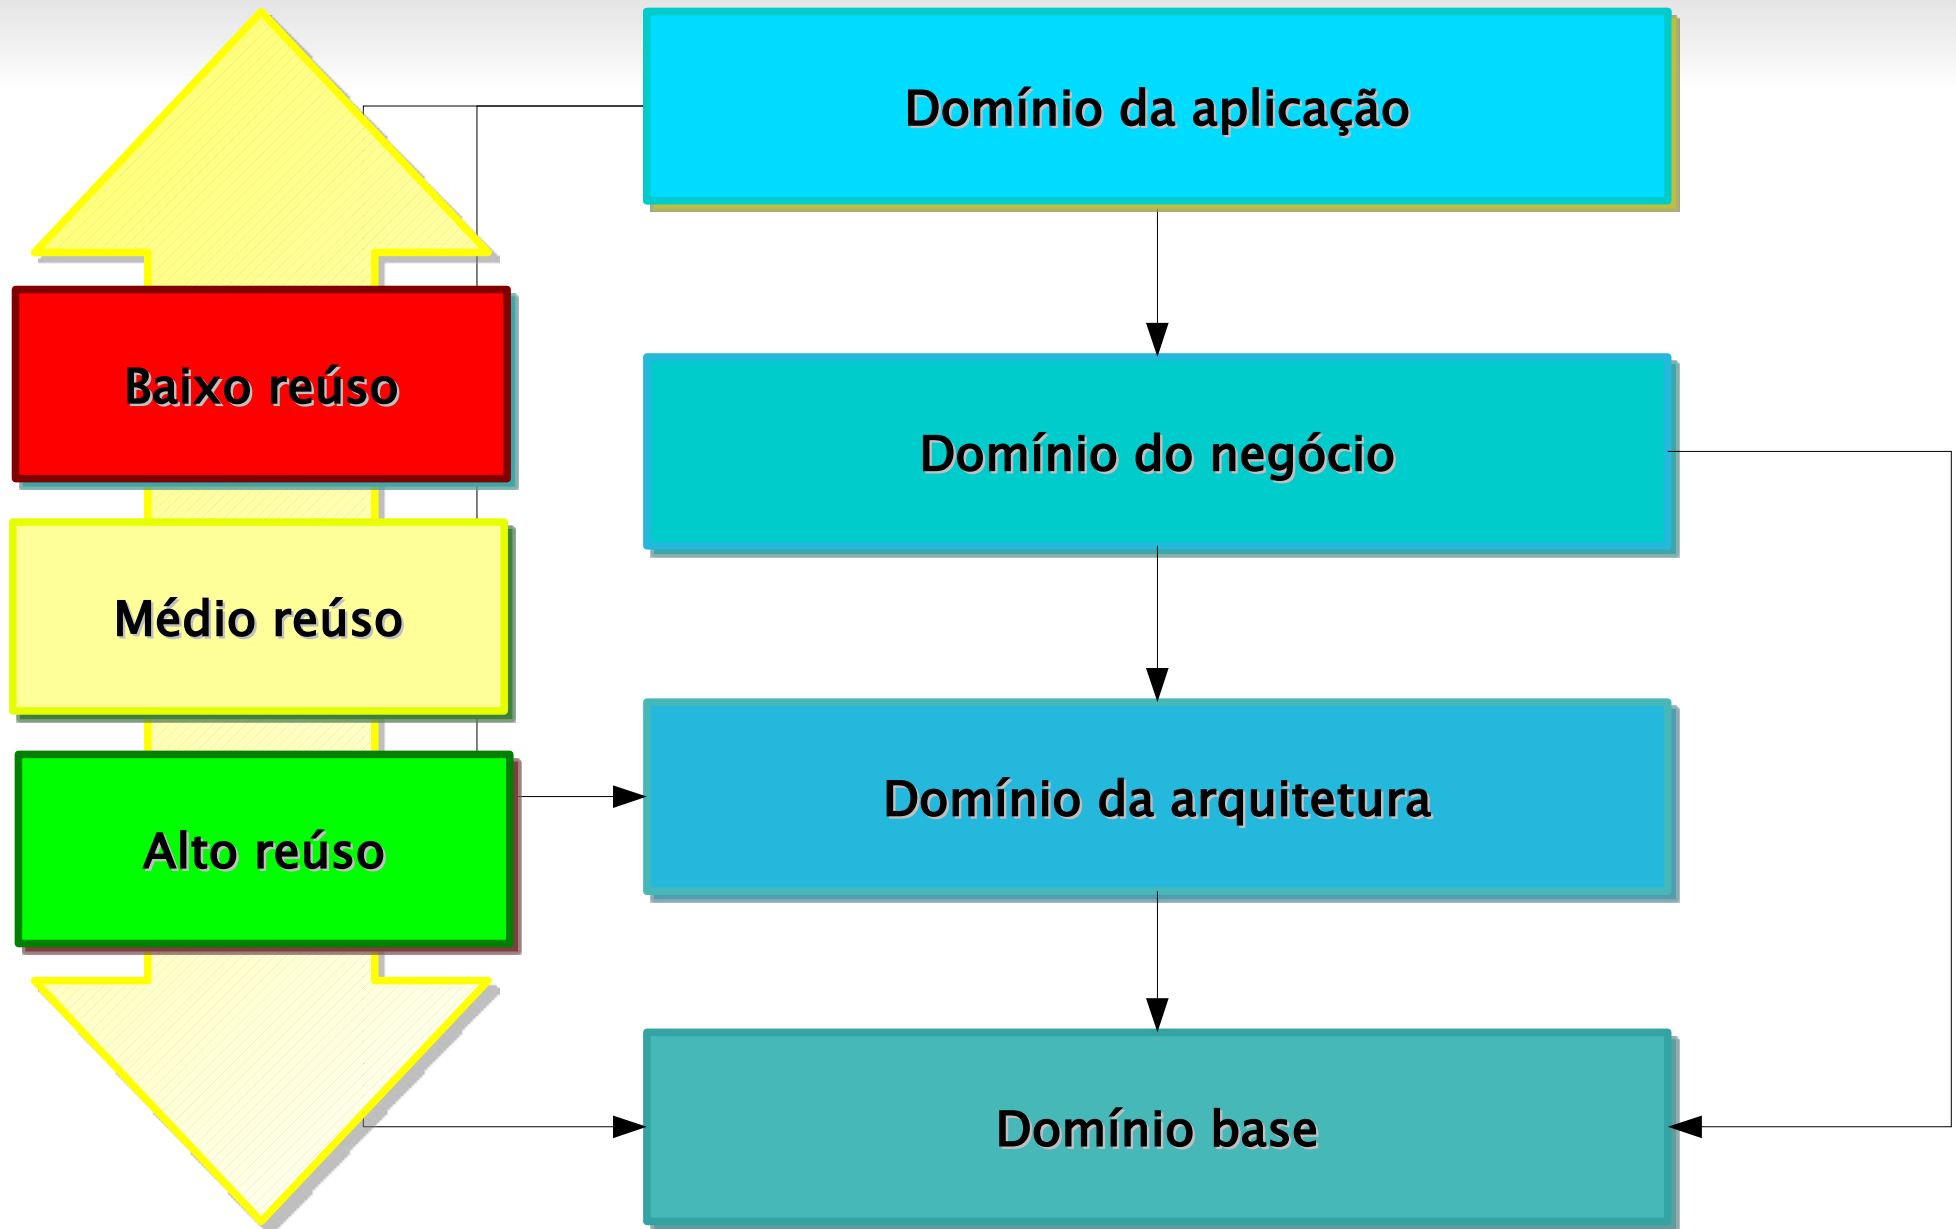 Domínio da aplicação
Baixo reúso
Domínio do negócio
Médio reúso
Domínio da arquitetura
Alto reúso
Domínio base